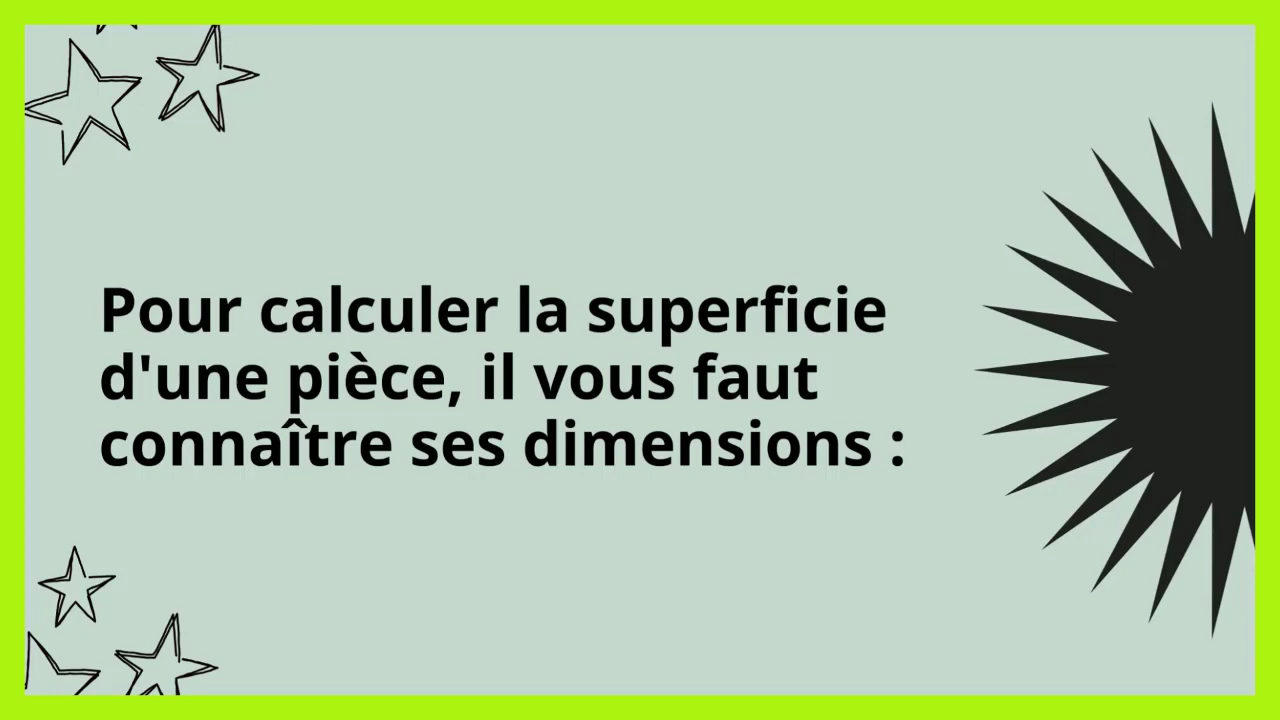 Pour calculer la superficie
d'une pièce, il vous faut
connaître ses dimensions :